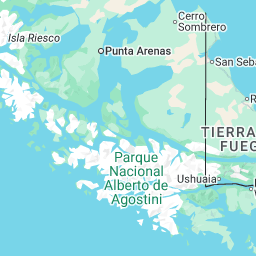 Cerro
Sombrero
Isla Riesco
Punta Arenas
San Seba
R
TIERRA
FUEG
Parque
Nacional
Alberto de
Agostini
Ushuaia